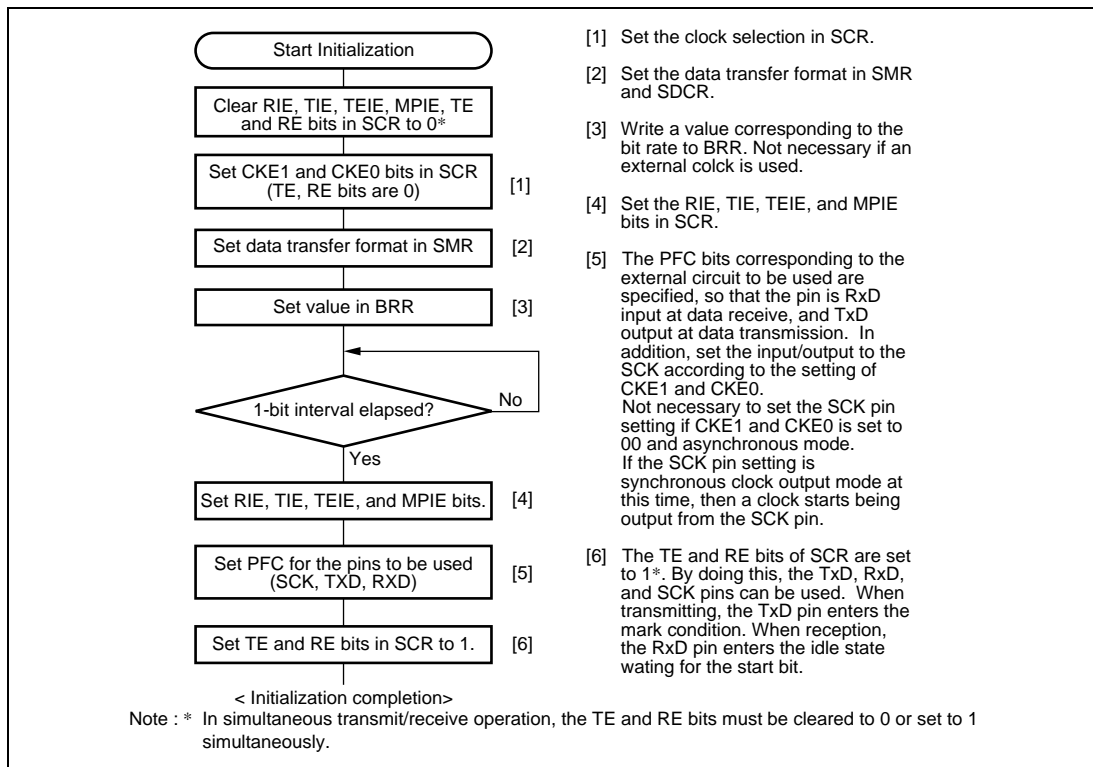 Start Initialization
Clear RIE, TIE, TEIE, MPIE, TE
and RE bits in SCR to 0*
Set CKE1 and CKE0 bits in SCR
(TE, RE bits are 0)
[1]
Set data transfer format in SMR
[2]
Set value in BRR
[3]
1-bit interval elapsed?
No
Yes
Set RIE, TIE, TEIE, and MPIE bits.
[4]
Set PFC for the pins to be used
(SCK, TXD, RXD)
[5]
Set TE and RE bits in SCR to 1.
[6]
< Initialization completion>
[1] Set the clock selection in SCR.
[2] Set the data transfer format in SMR
and SDCR.
[3] Write a value corresponding to the
bit rate to BRR. Not necessary if an
external colck is used.
[4] Set the RIE, TIE, TEIE, and MPIE
bits in SCR.
[5] The PFC bits corresponding to the
external circuit to be used are
specified, so that the pin is RxD
input at data receive, and TxD
output at data transmission. In
addition, set the input/output to the
SCK according to the setting of
CKE1 and CKE0.
Not necessary to set the SCK pin
setting if CKE1 and CKE0 is set to
00 and asynchronous mode.
If the SCK pin setting is
synchronous clock output mode at
this time, then a clock starts being
output from the SCK pin.
[6] The TE and RE bits of SCR are set
to 1*. By doing this, the TxD, RxD,
and SCK pins can be used. When
transmitting, the TxD pin enters the
mark condition. When reception,
the RxD pin enters the idle state
wating for the start bit.
Note : * In simultaneous transmit/receive operation, the TE and RE bits must be cleared to 0 or set to 1
simultaneously.